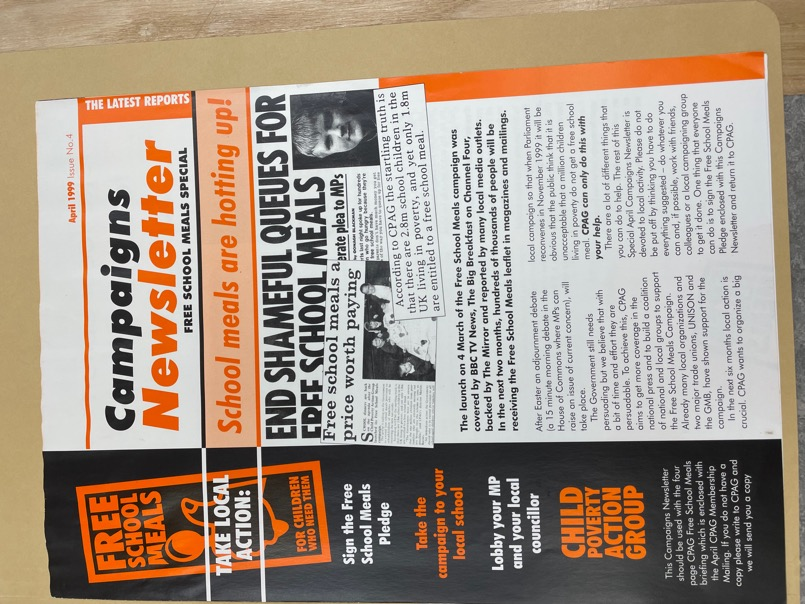 April 1999 Issue No.4
Campaigns
Newsletter
FREE SCHOOL MEALS SPECIAL
THE LATEST REPORTS
School meals are hotting up!
END SHAMEFUL QUEUES FOR
FREE SCHOOL MEALS
Free school meals a
price worth paying
erate plea to MPs
According to CPAG the startling truth is
that there are 2.8m school children in the
UK living in poverty, and yet only 1.8m
are entitled to a free school meal.
The launch on 4 March of the Free School Meals campaign was
covered by BBC TV News, The Big Breakfast on Channel Four,
backed by The Mirror and reported by many local media outlets.
In the next two months, hundreds of thousands of people will be
receiving the Free School Meals leaflet in magazines and mailings.
After Easter an adjournment debate
(a 15 minute morning debate in the
House of Commons where MPs can
raise an issue of current concern), will
take place.
The Government still needs
persuading but we believe that with
a bit of time and effort they are
persuadable. To achieve this, CPAG
aims to get more coverage in the
national press and to build a coalition
of national and local groups to support
the Free School Meals Campaign.
Already many local organizations and
two major trade unions, UNISON and
the GMB, have shown support for the
campaign.
In the next six months local action is
crucial. CPAG wants to organize a big
local campaign so that when Parliament
reconvenes in November 1999 it will be
obvious that the public think that it is
unacceptable that a million children
living in poverty do not get a free school
meal. CPAG can only do this with
your help.
There are a lot of different things that
you can do to help. The rest of this
Special April Campaigns Newsletter is
devoted to local activity. Please do not
be put off by thinking you have to do
everything suggested – do whatever you
can and, if possible, work with friends,
colleagues or a local campaigning group
to get it done. One thing that everyone
can do is to sign the Free School Meals
Pledge enclosed with this Campaigns
Newsletter and return it to CPAG.
FREE
SCHOOL
MEALS
FOR CHILDREN
WHO NEED THEM
TAKE LOCAL
ACTION:
Sign the Free
School Meals
Pledge
Take the
campaign to your
local school
Lobby your MP
and your local
councillor
CHILD
POVERTY
ACTION
GROUP
This Campaigns Newsletter
should be used with the four
page CPAG Free School Meals
briefing which is enclosed with
the April CPAG Membership
Mailing. If you do not have a
copy please write to CPAG and
we will send you a copy